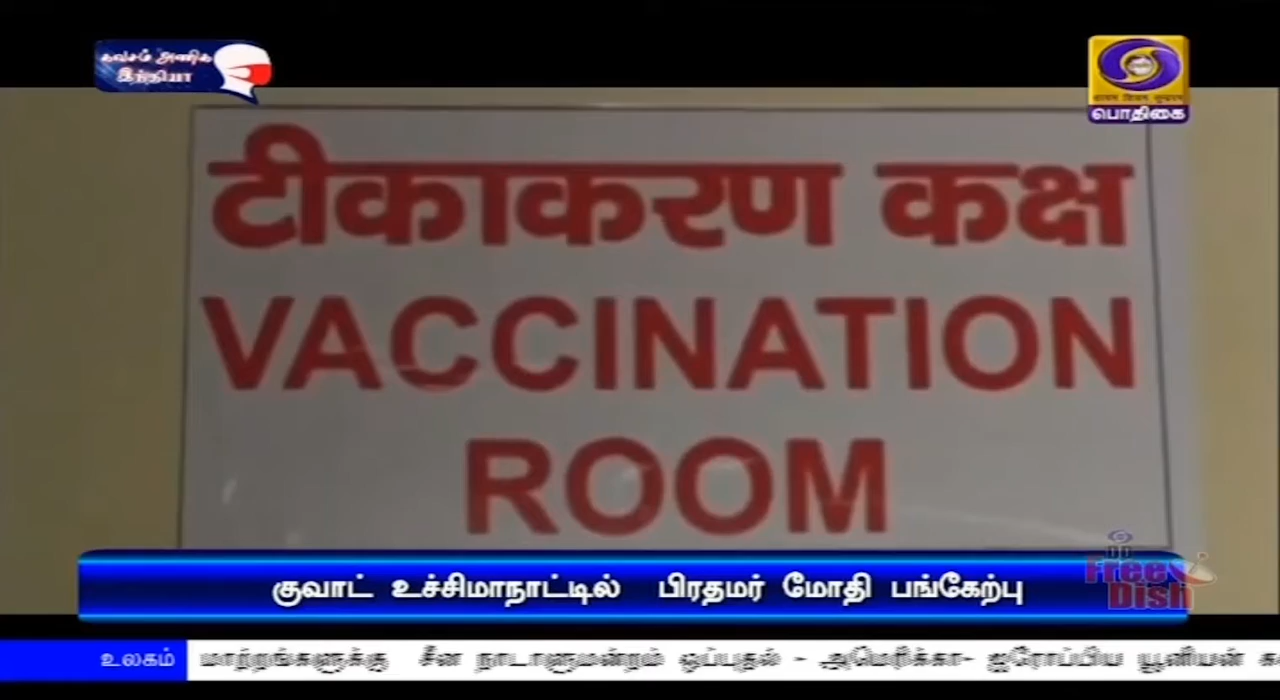 கவசம் அணிக
இந்தியா
பொதிகை
टीकाकरण कक्ष
VACCINATION
ROOM
குவாட் உச்சிமாநாட்டில் பிரதமர் மோதி பங்கேற்பு
DD
Free
Dish
உலகம்
மாற்றங்களுக்கு சீன நாடாளுமன்றம் ஒப்புதல் - அமெரிக்கா- ஐரோப்பிய யூனியன்